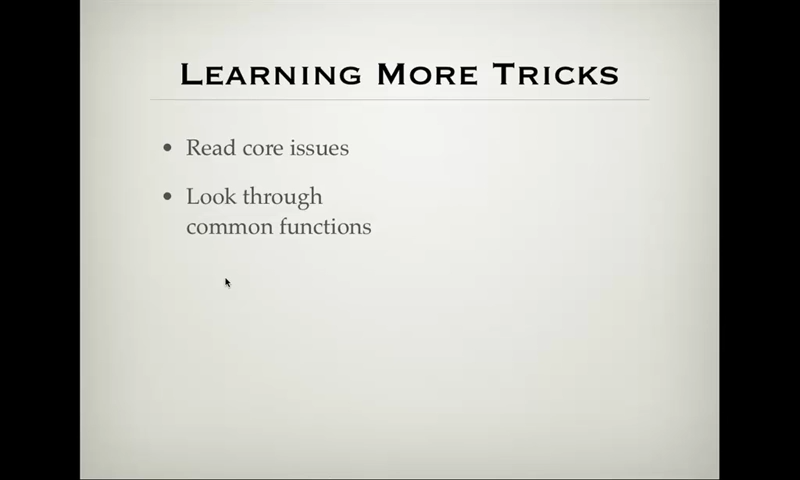 Learning More Tricks
• Read core issues
• Look through
common functions